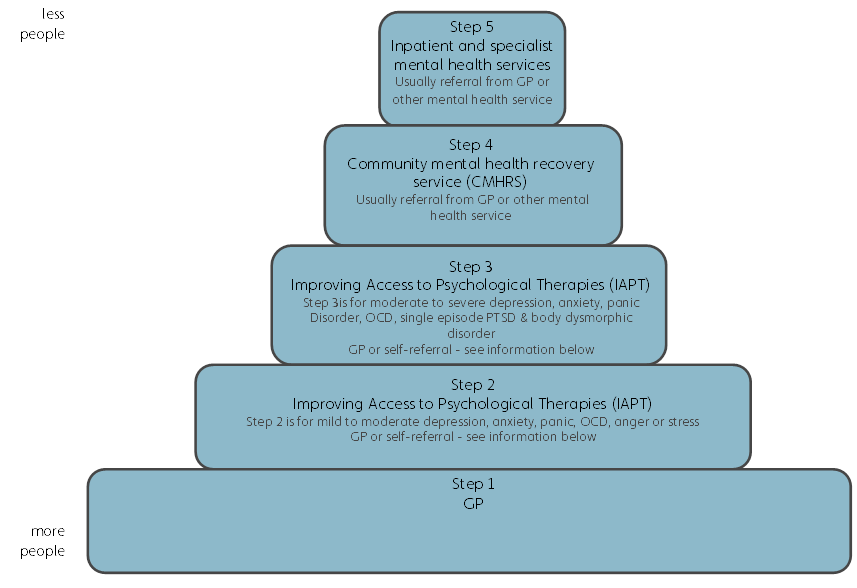 less
people
Step 5
Inpatient and specialist
mental health services
Usually referral from GP or
other mental health service
Step 4
Community mental health recovery
service (CMHRS)
Usually referral from GP or other mental
health service
Step 3
Improving Access to Psychological Therapies (IAPT)
Step 3is for moderate to severe depression, anxiety, panic
Disorder, OCD, single episode PTSD & body dysmorphic
disorder
GP or self-referral - see information below
Step 2
Improving Access to Psychological Therapies (IAPT)
Step 2 is for mild to moderate depression, anxiety, panic, OCD, anger or stress
GP or self-referral - see information below
Step 1
GP
more
people